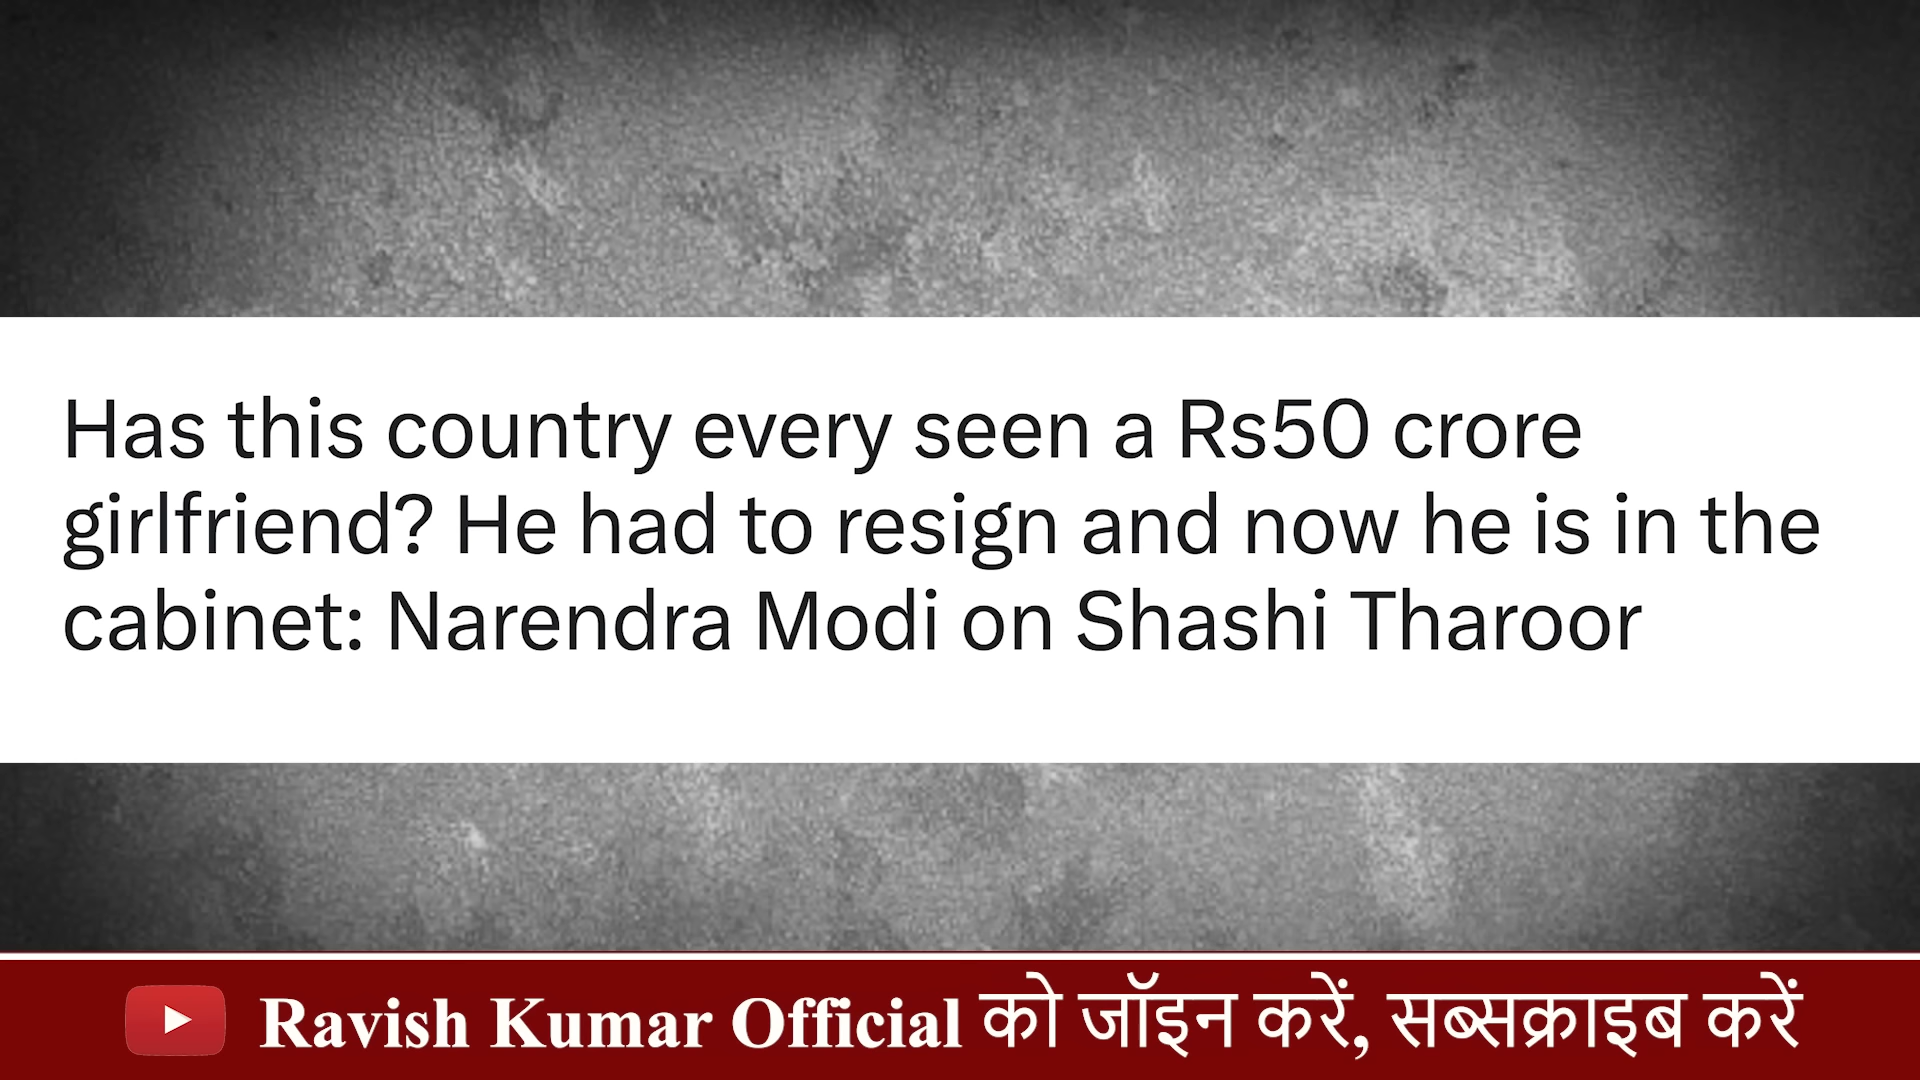 Has this country every seen a Rs50 crore
girlfriend? He had to resign and now he is in the
cabinet: Narendra Modi on Shashi Tharoor
Ravish Kumar Official को जॉइन करें, सब्सक्राइब करें